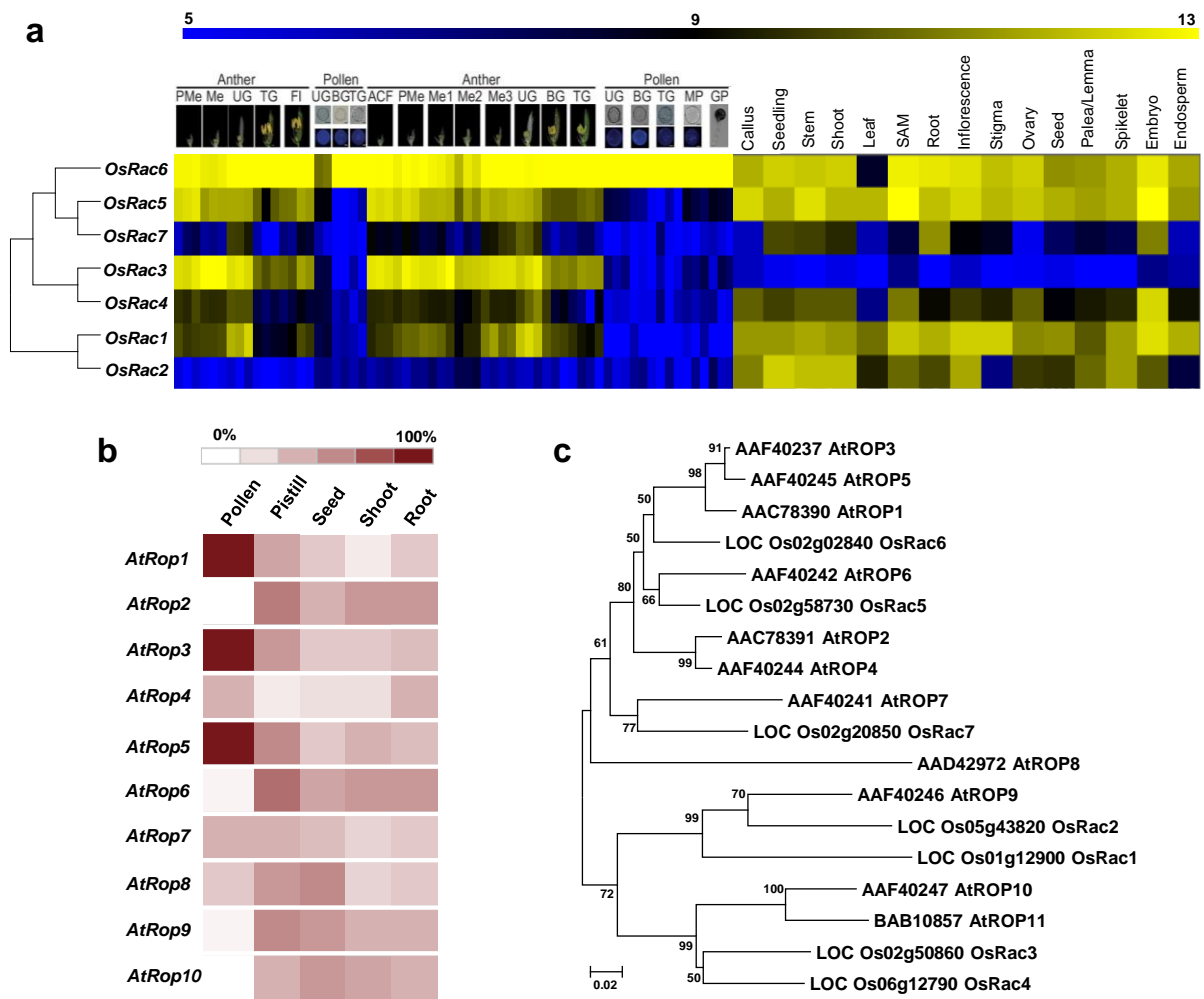 a
5 9 13
Anther Pollen Anther Pollen
PMe Me UG TG Fl UG BG TG ACF PMe Me1 Me2 Me3 UG BG TG UG BG TG MP GP
Callus Seedling Stem Shoot Leaf SAM Root Inflorescence Stigma Ovary Seed Palea/Lemma Spikelet Embryo Endosperm
OsRac6
OsRac5
OsRac7
OsRac3
OsRac4
OsRac1
OsRac2
b
0% 100%
Pollen Pistill Seed Shoot Root
AtRop1
AtRop2
AtRop3
AtRop4
AtRop5
AtRop6
AtRop7
AtRop8
AtRop9
AtRop10
c
91 AAF40237 AtROP3
98 AAF40245 AtROP5
50 AAC78390 AtROP1
50 LOC Os02g02840 OsRac6
80 AAF40242 AtROP6
66 LOC Os02g58730 OsRac5
61 AAC78391 AtROP2
99 AAF40244 AtROP4
AAF40241 AtROP7
77 LOC Os02g20850 OsRac7
AAD42972 AtROP8
70 AAF40246 AtROP9
99 LOC Os05g43820 OsRac2
LOC Os01g12900 OsRac1
72 100 AAF40247 AtROP10
BAB10857 AtROP11
99 LOC Os02g50860 OsRac3
50 LOC Os06g12790 OsRac4
0.02